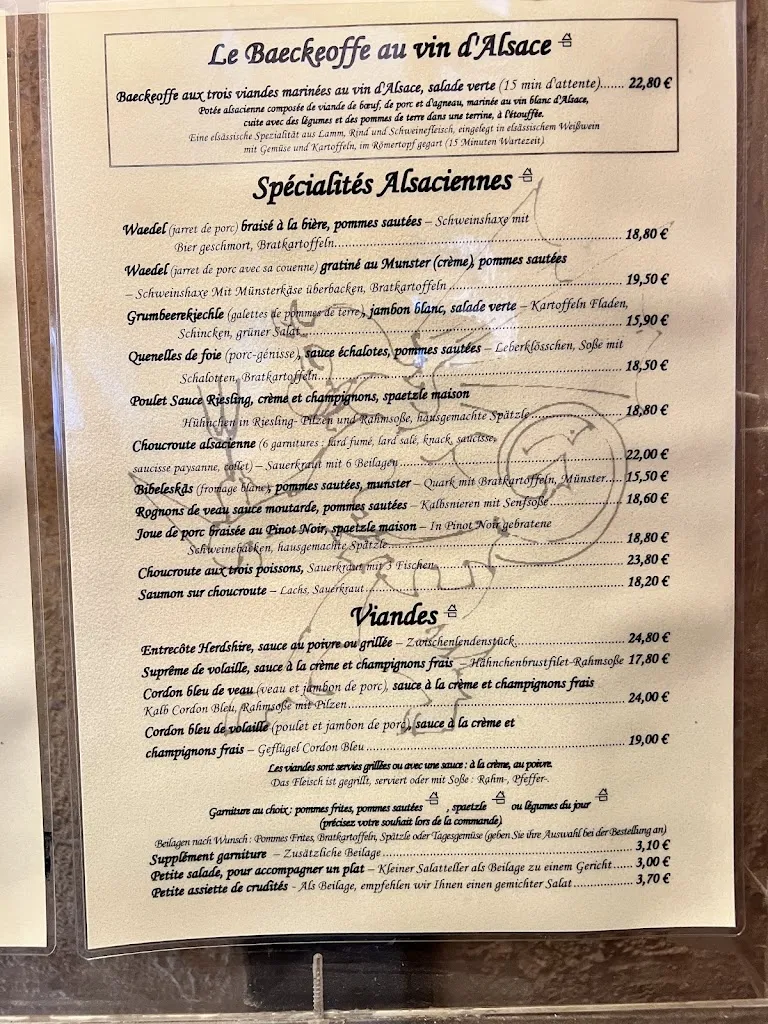 Le Baeckeoffe au vin d'Alsace
Baeckeoffe aux trois viandes marinées au vin d'Alsace, salade verte (15 min d'attente)....... 22,80 €
Potée alsacienne composée de viande de bœuf, de porc et d'agneau, marinée au vin blanc d'Alsace,
cuite avec des légumes et des pommes de terre dans une terrine, à l'étouffée.
Eine elsässische Spezialität aus Lamm, Rind und Schweinefleisch, eingelegt in elsässischem Weißwein
mit Gemüse und Kartoffeln, im Römertopf gegart (15 Minuten Wartezeit)
Spécialités Alsaciennes
Waedel (jarret de porc) braisé à la bière, pommes sautées – Schweinshaxe mit
Bier geschmort, Bratkartoffeln 18,80 €
Waedel (jarret de porc avec sa couenne) gratiné au Munster (crème), pommes sautées
– Schweinshaxe Mit Münsterkäse überbacken, Bratkartoffeln 19,50 €
Grumbeerekiechle (galettes de pommes de terre), jambon blanc, salade verte – Kartoffeln Fladen,
Schincken, grüner Salat 15,90 €
Quenelles de foie (porc-génisse), sauce échalotes, pommes sautées – Leberklösschen, Soße mit
Schalotten, Bratkartoffeln 18,50 €
Poulet Sauce Riesling, crème et champignons, spaetzle maison
Hühnchen in Riesling- Pilzen und Rahmsoße, hausgemachte Spätzle 18,80 €
Choucroute alsacienne (6 garnitures : lard fumé, lard salé, knack, saucisse,
saucisse paysanne, collet) – Sauerkraut mit 6 Beilagen 22,00 €
Bibeleskäs (fromage blanc), pommes sautées, munster – Quark mit Bratkartoffeln, Münster..... 15,50 €
Rognons de veau sauce moutarde, pommes sautées – Kalbsnieren mit Senfsoße 18,60 €
Joue de porc braisée au Pinot Noir, spaetzle maison – In Pinot Noir gebratene
Schweinebacken, hausgemachte Spätzle 18,80 €
Choucroute aux trois poissons, Sauerkraut mit 3 Fischen 23,80 €
Saumon sur choucroute – Lachs, Sauerkraut 18,20 €
Viandes
Entrecôte Herdshire, sauce au poivre ou grillée – Zwischenlendenstück 24,80 €
Suprême de volaille, sauce à la crème et champignons frais – Hähnchenbrustfilet-Rahmsoße 17,80 €
Cordon bleu de veau (veau et jambon de porc), sauce à la crème et champignons frais
Kalb Cordon Bleu, Rahmsoße mit Pilzen 24,00 €
Cordon bleu de volaille (poulet et jambon de porc), sauce à la crème et
champignons frais – Geflügel Cordon Bleu 19,00 €
Les viandes sont servies grillées ou avec une sauce : à la crème, au poivre.
Das Fleisch ist gegrillt, serviert oder mit Soße : Rahm-, Pfeffer-.
Garniture au choix : pommes frites, pommes sautées , spaetzle ou légumes du jour
(précisez votre souhait lors de la commande)
Beilagen nach Wunsch : Pommes Frites, Bratkartoffeln, Spätzle oder Tagesgemüse (geben Sie ihre Auswahl bei der Bestellung an)
Supplément garniture – Zusätzliche Beilage 3,10 €
Petite salade, pour accompagner un plat – Kleiner Salatteller als Beilage zu einem Gericht 3,00 €
Petite assiette de crudités - Als Beilage, empfehlen wir Ihnen einen gemichter Salat 3,70 €